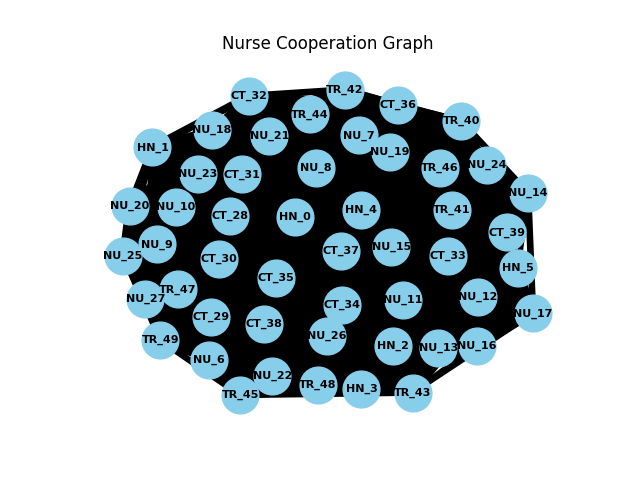 Nurse Cooperation Graph
TR_42
CT_32
CT_36
TR_44
TR_40
NU_18
NU_21
NU_7
HN_1
NU_19
NU_24
NU_8
TR_46
NU_23
CT_31
NU_14
NU_20
NU_10
HN_4
TR_41
CT_28
HN_0
CT_39
NU_9
NU_15
CT_37
NU_25
CT_33
CT_30
HN_5
CT_35
TR_47
NU_12
NU_27
NU_11
CT_34
NU_17
CT_29
CT_38
NU_26
TR_49
HN_2
NU_16
NU_13
NU_6
NU_22
TR_48
HN_3
TR_43
TR_45